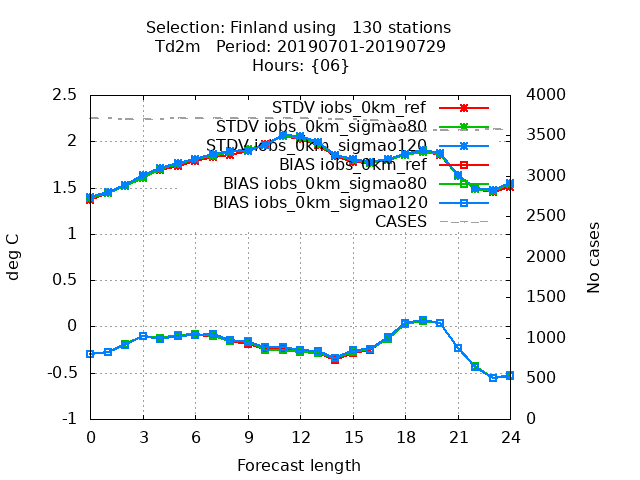 Selection: Finland using   130 stations
Td2m   Period: 20190701-20190729
Hours: {06}
STDV iobs_0km_ref
STDV iobs_0km_sigmao80
STDV iobs_0km_sigmao120
BIAS iobs_0km_ref
BIAS iobs_0km_sigmao80
BIAS iobs_0km_sigmao120
CASES
deg C
2.5
2
1.5
1
0.5
0
-0.5
-1
4000
3500
3000
2500
2000
1500
1000
500
0
No cases
0 3 6 9 12 15 18 21 24
Forecast length